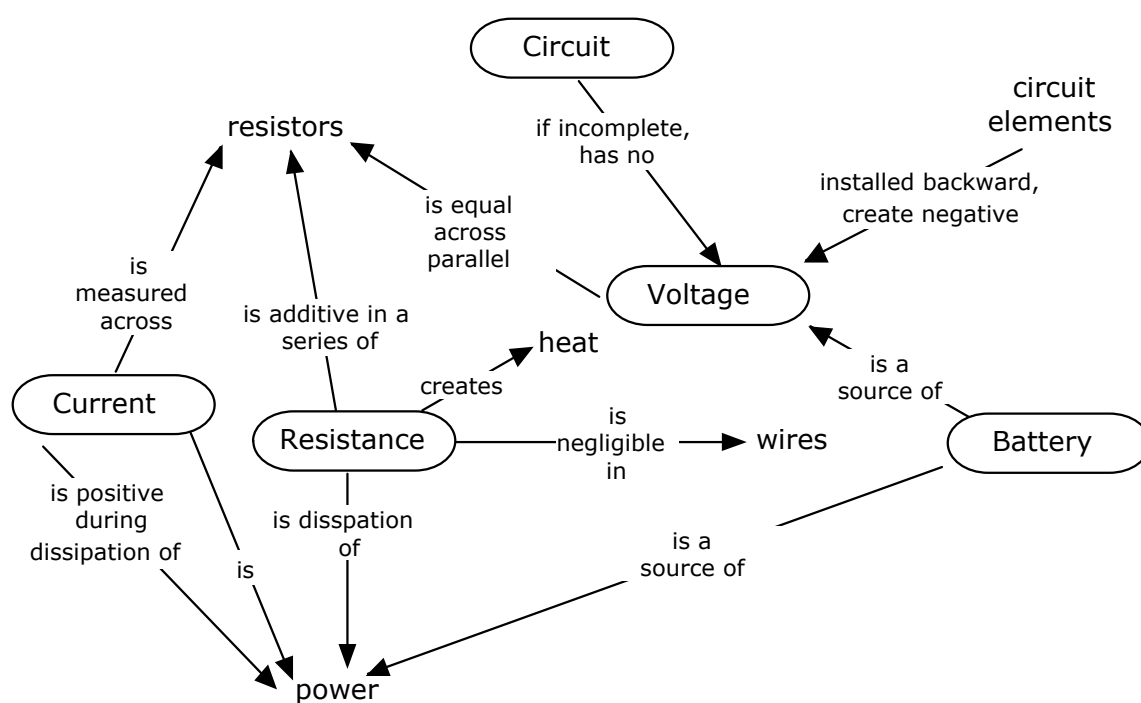 Circuit
circuit
elements
resistors
if incomplete,
has no
installed backward,
create negative
is equal
across
parallel
is
measured
across
Voltage
is additive in a
series of
heat
is a
source of
creates
Current
Resistance
is
negligible
in
wires
Battery
is positive
during
dissipation of
is disspation
of
is
is a
source of
power